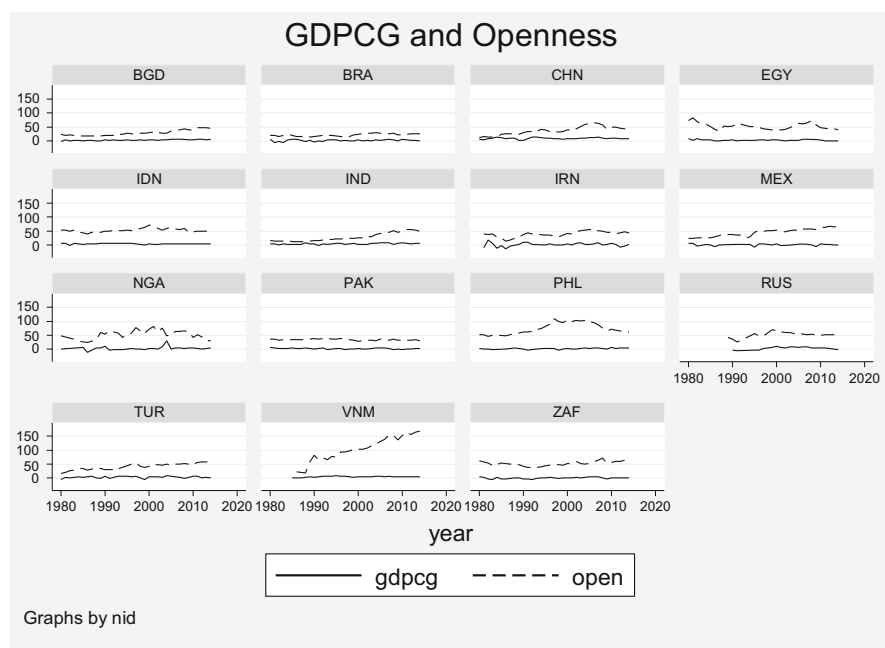 GDPCG and Openness
BGD BRA CHN EGY
150
100
50
0
IDN IND IRN MEX
150
100
50
0
NGA PAK PHL RUS
150
100
50
0
1980 1990 2000 2010 2020
TUR VNM ZAF
150
100
50
0
1980 1990 2000 2010 2020 1980 1990 2000 2010 2020 1980 1990 2000 2010 2020
year
gdpcg open
Graphs by nid